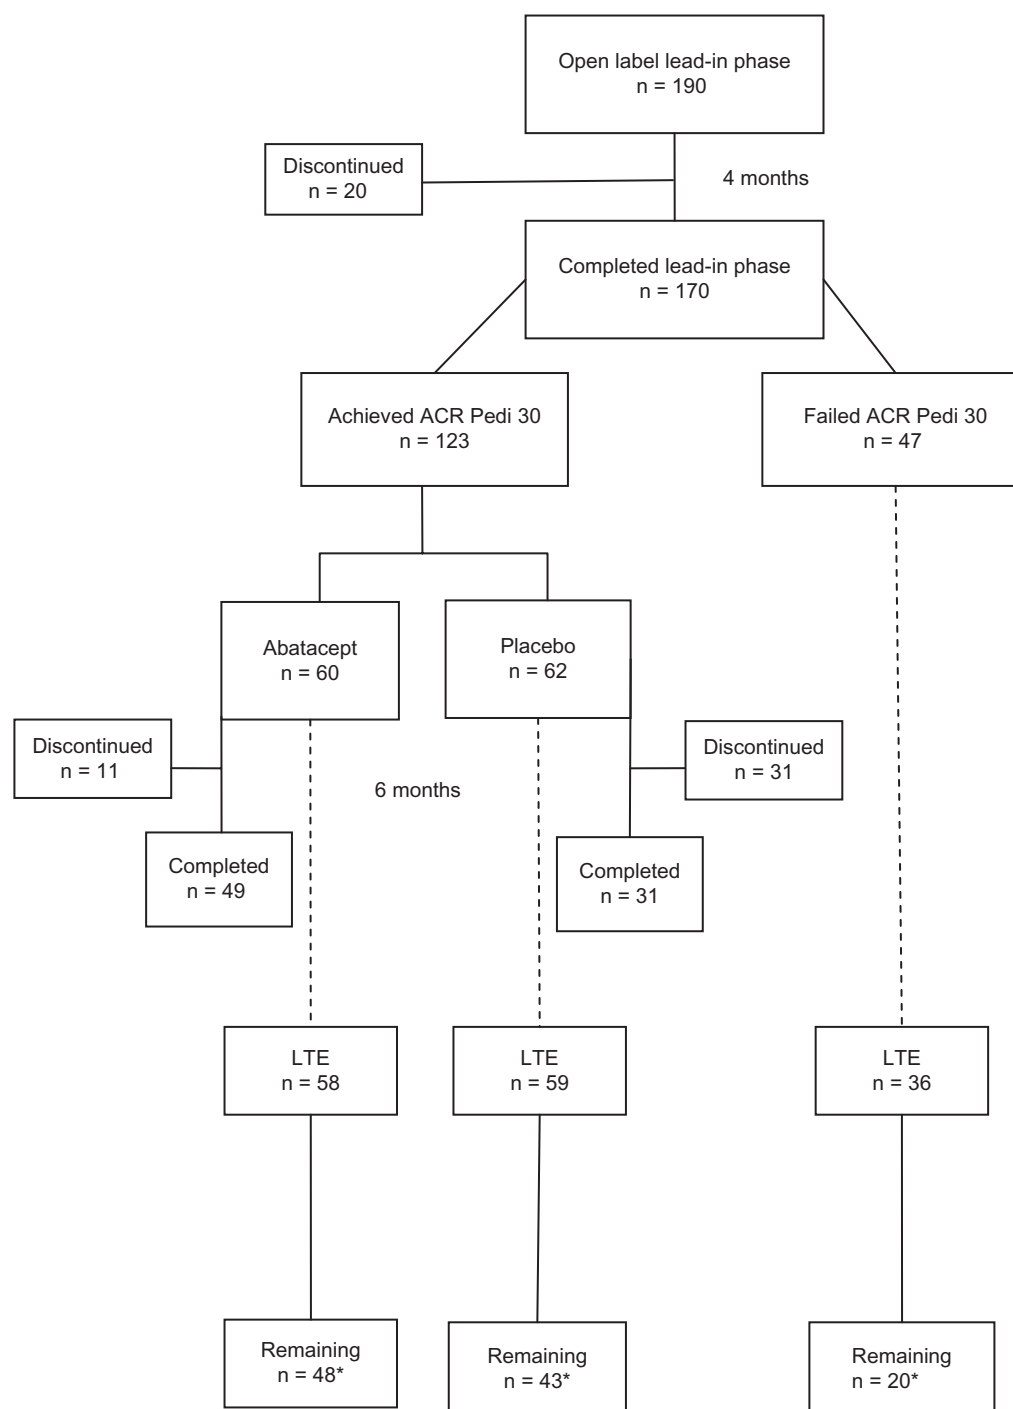 Open label lead-in phase
n = 190
Discontinued
n = 20
4 months
Completed lead-in phase
n = 170
Achieved ACR Pedi 30
n = 123
Failed ACR Pedi 30
n = 47
Abatacept
n = 60
Placebo
n = 62
Discontinued
n = 11
Discontinued
n = 31
6 months
Completed
n = 49
Completed
n = 31
LTE
n = 58
LTE
n = 59
LTE
n = 36
Remaining
n = 48*
Remaining
n = 43*
Remaining
n = 20*